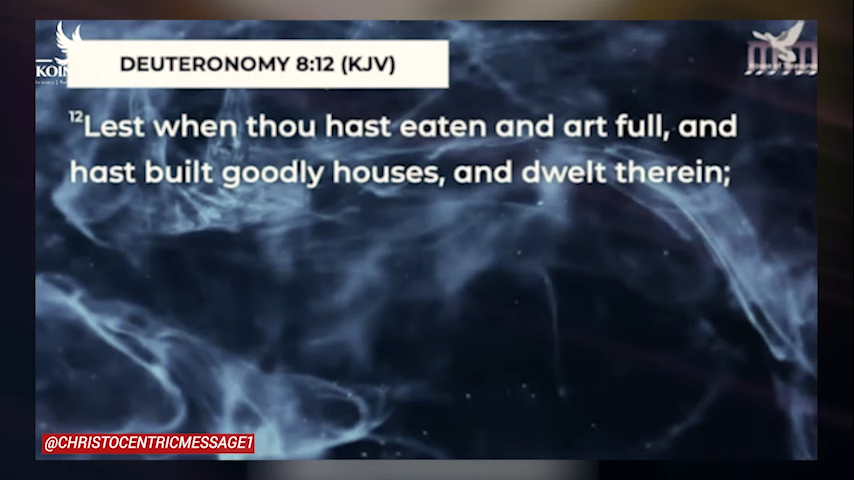 DEUTERONOMY 8:12 (KJV)
12Lest when thou hast eaten and art full, and
hast built goodly houses, and dwelt therein;
@CHRISTOCENTRICMESSAGE1